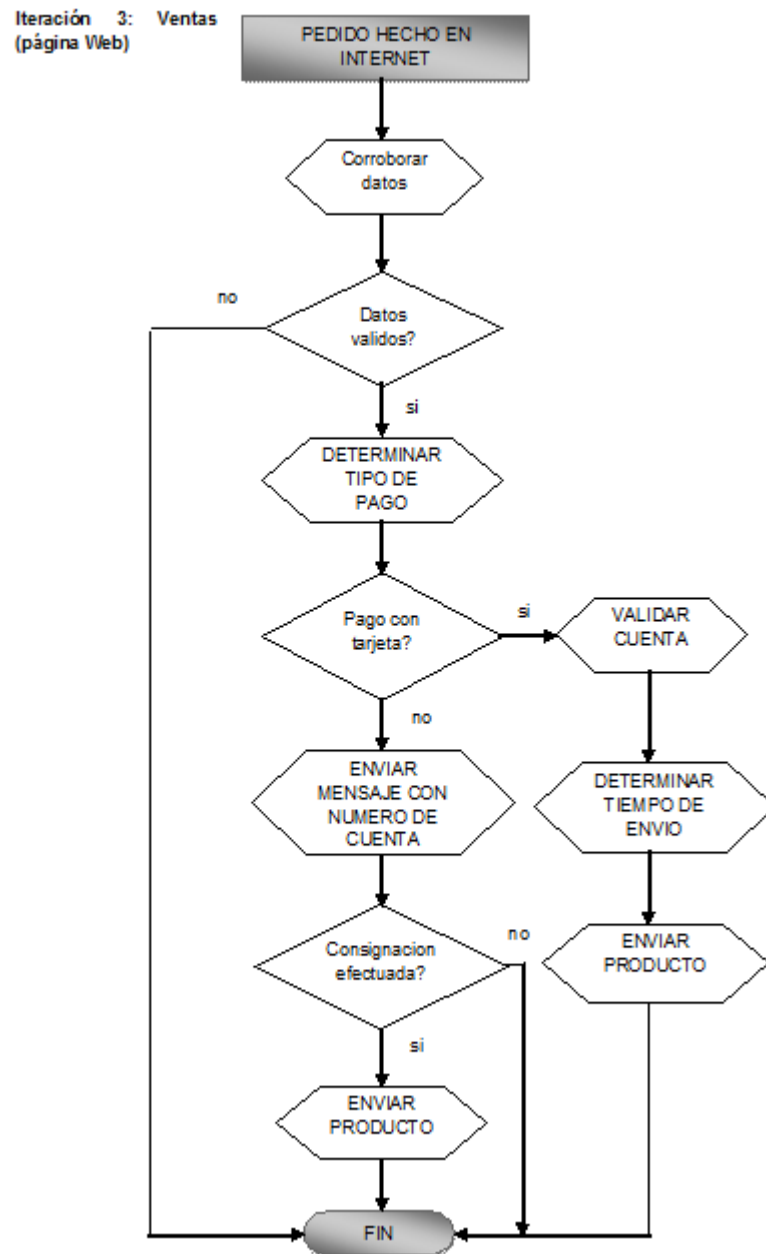 Iteración 3: Ventas
(página Web)
PEDIDO HECHO EN
INTERNET
Corroborar
datos
no
Datos
validos?
si
DETERMINAR
TIPO DE
PAGO
Pago con
tarjeta?
si
VALIDAR
CUENTA
no
ENVIAR
MENSAJE CON
NUMERO DE
CUENTA
DETERMINAR
TIEMPO DE
ENVIO
Consignacion
efectuada?
no
ENVIAR
PRODUCTO
si
ENVIAR
PRODUCTO
FIN